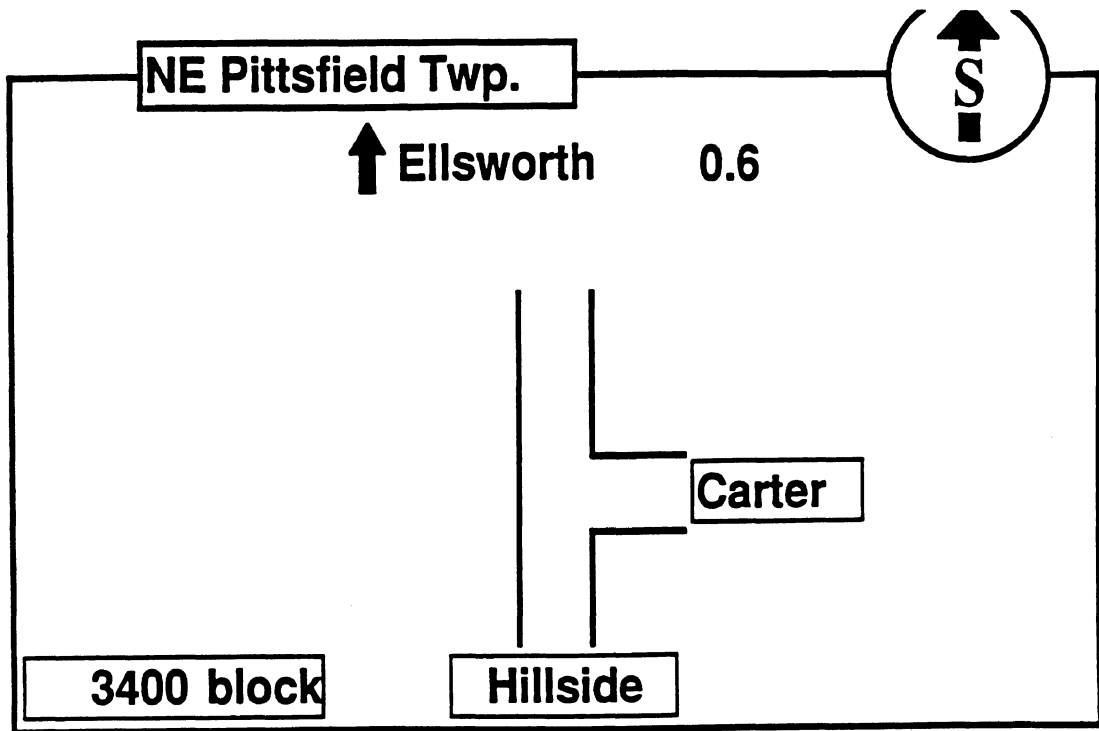 NE Pittsfield Twp.
S
Ellsworth 0.6
Carter
3400 block
Hillside